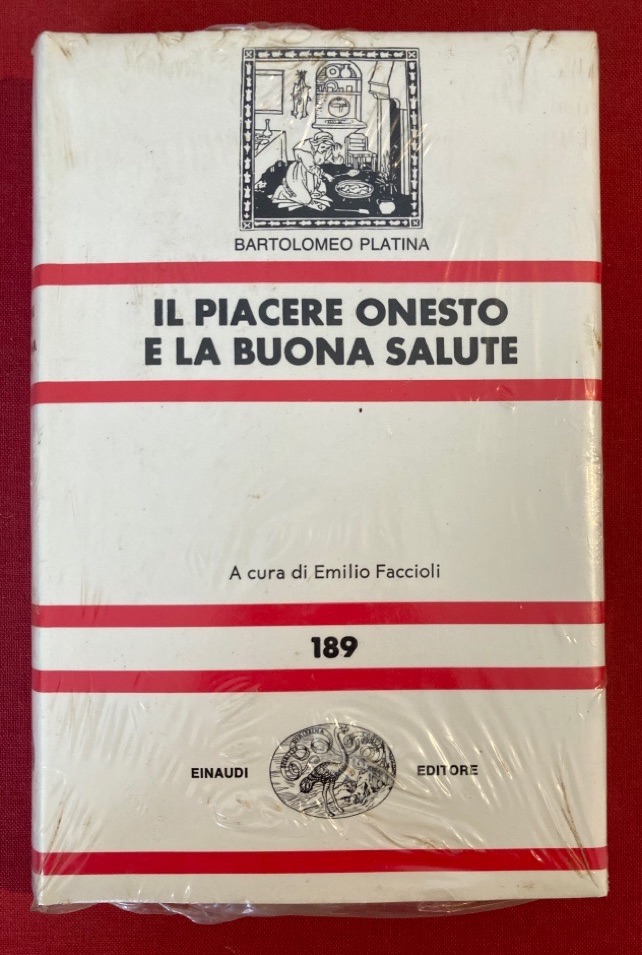 BARTOLOMEO PLATINA
IL PIACERE ONESTO
E LA BUONA SALUTE
A cura di Emilio Faccioli
189
EINAUDI EDITORE